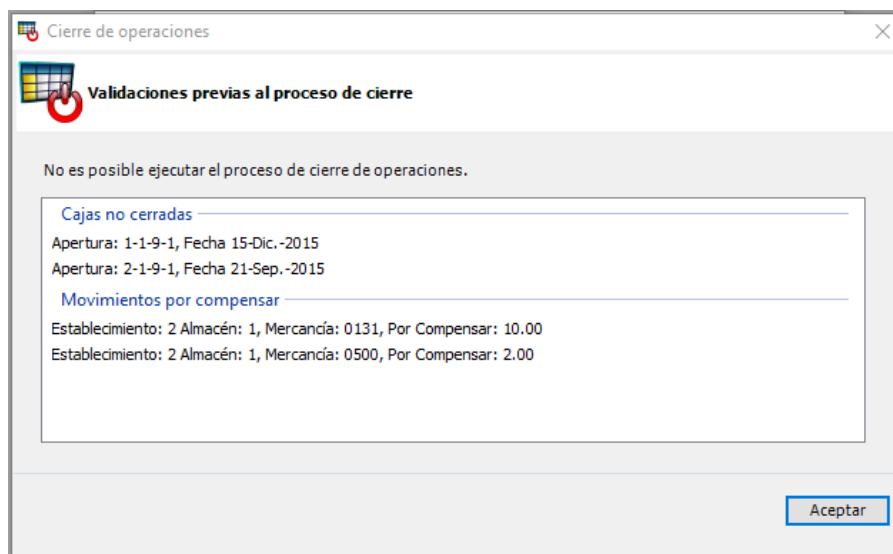 Cierre de operaciones
Validaciones previas al proceso de cierre
No es posible ejecutar el proceso de cierre de operaciones.
Cajas no cerradas
Apertura: 1-1-9-1, Fecha 15-Dic.-2015
Apertura: 2-1-9-1, Fecha 21-Sep.-2015
Movimientos por compensar
Establecimiento: 2 Almacén: 1, Mercancía: 0131, Por Compensar: 10.00
Establecimiento: 2 Almacén: 1, Mercancía: 0500, Por Compensar: 2.00
Aceptar